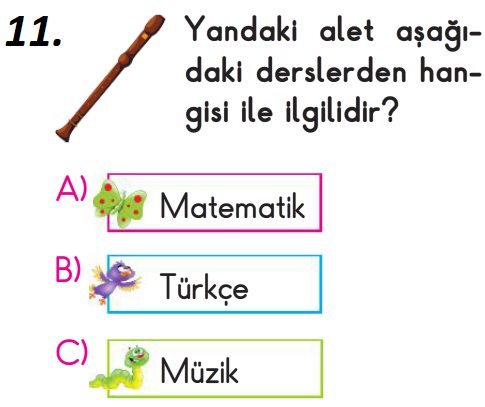 11.
Yandaki alet aşağı-
daki derslerden han-
gisi ile ilgilidir?
A) Matematik
B) Türkçe
C) Müzik